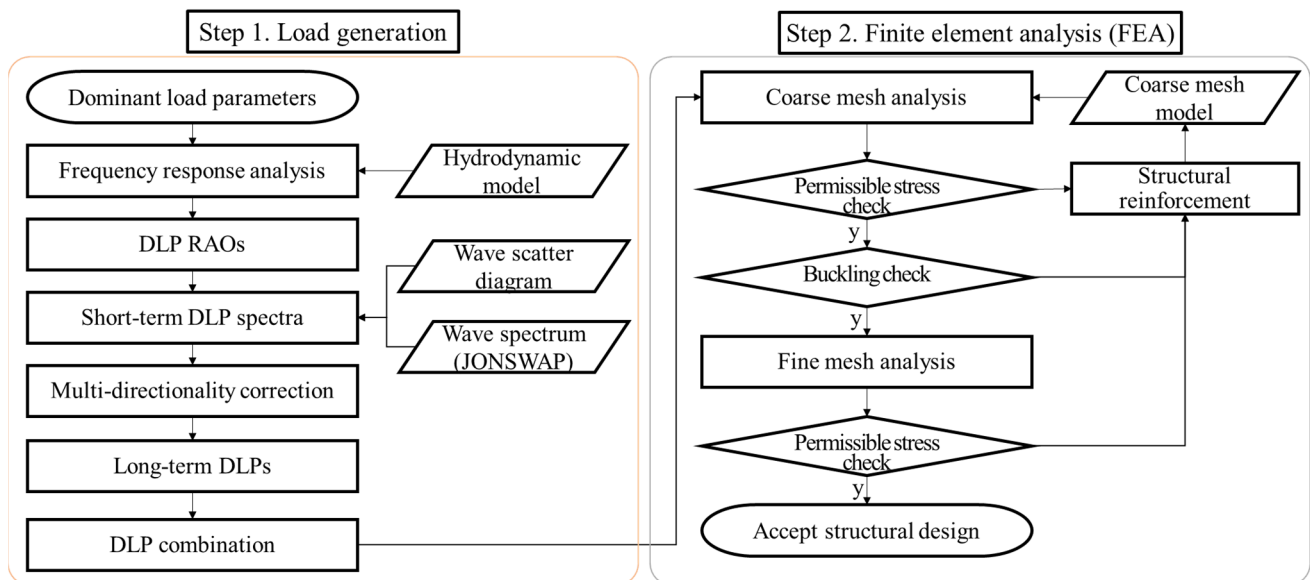 Step 1. Load generation
Dominant load parameters
Frequency response analysis
Hydrodynamic
model
DLP RAOs
Wave scatter
diagram
Short-term DLP spectra
Wave spectrum
(JONSWAP)
Multi-directionality correction
Long-term DLPs
DLP combination
Step 2. Finite element analysis (FEA)
Coarse mesh analysis
Coarse mesh
model
Permissible stress
check
Structural
reinforcement
y
Buckling check
y
Fine mesh analysis
Permissible stress
check
y
Accept structural design